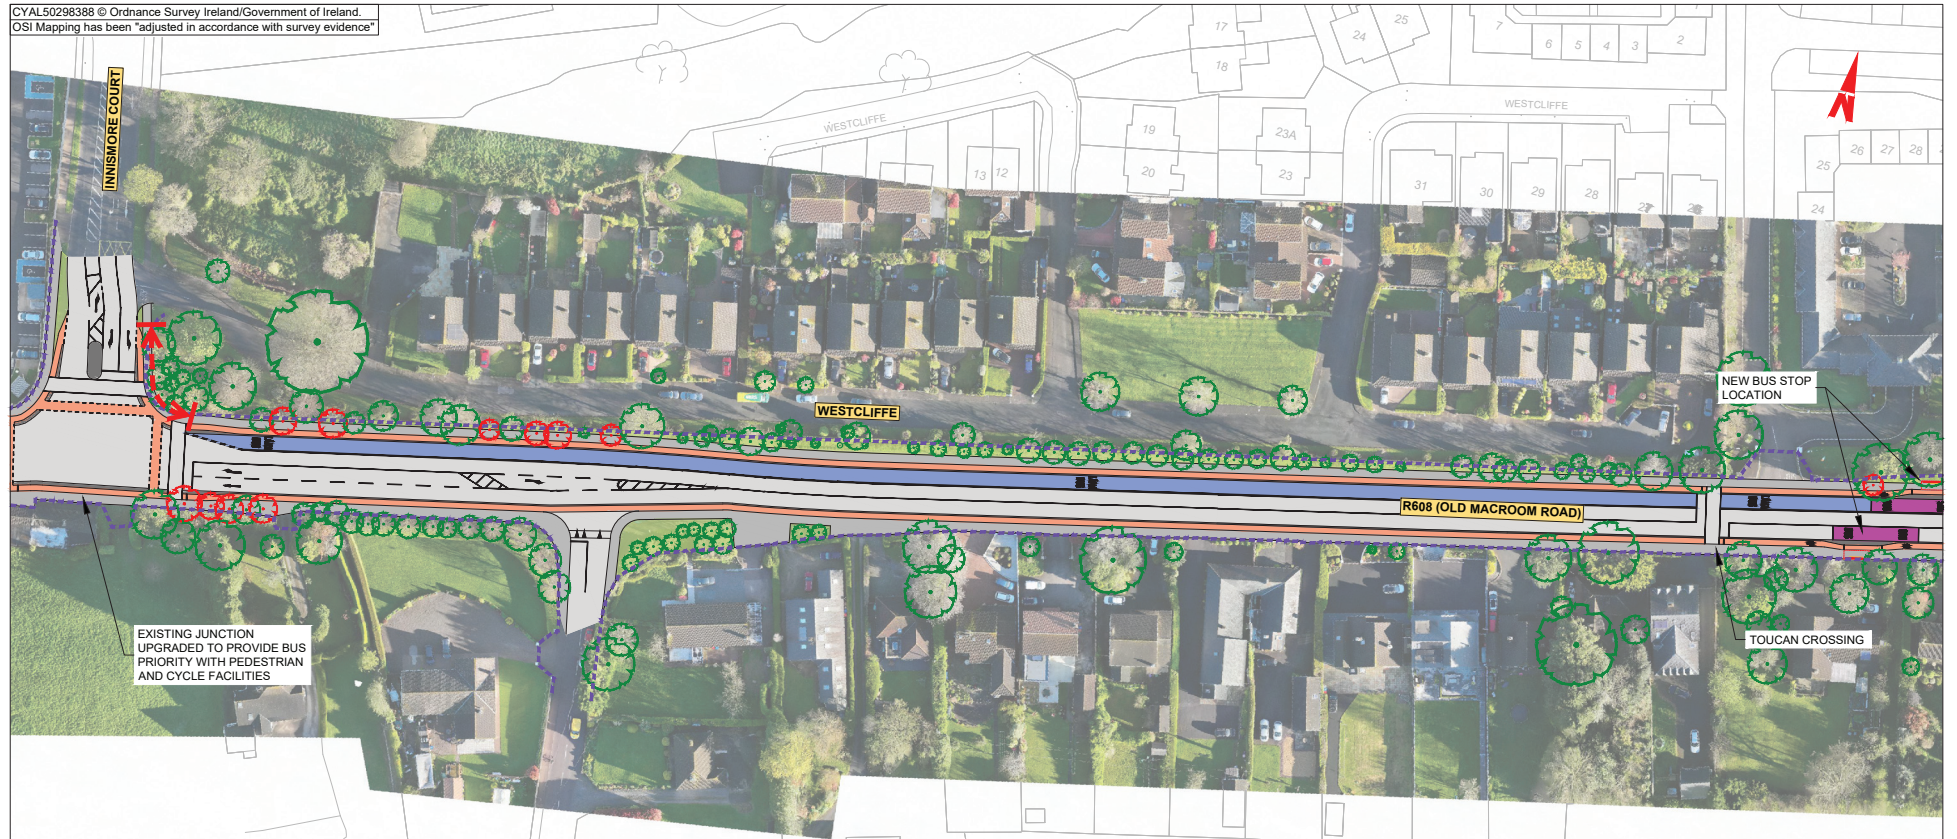 CYAL50298388 © Ordnance Survey Ireland/Government of Ireland.
OSI Mapping has been "adjusted in accordance with survey evidence"
INNISMORE COURT
WESTCLIFFE
WESTCLIFFE
17
18
24
25
7
6
5
4
3
2
19
20
23A
23
13
12
31
30
29
28
27
26
25
24
26
27
28
N
WESTCLIFFE
NEW BUS STOP
LOCATION
R608 (OLD MACROOM ROAD)
TOUCAN CROSSING
EXISTING JUNCTION
UPGRADED TO PROVIDE BUS
PRIORITY WITH PEDESTRIAN
AND CYCLE FACILITIES